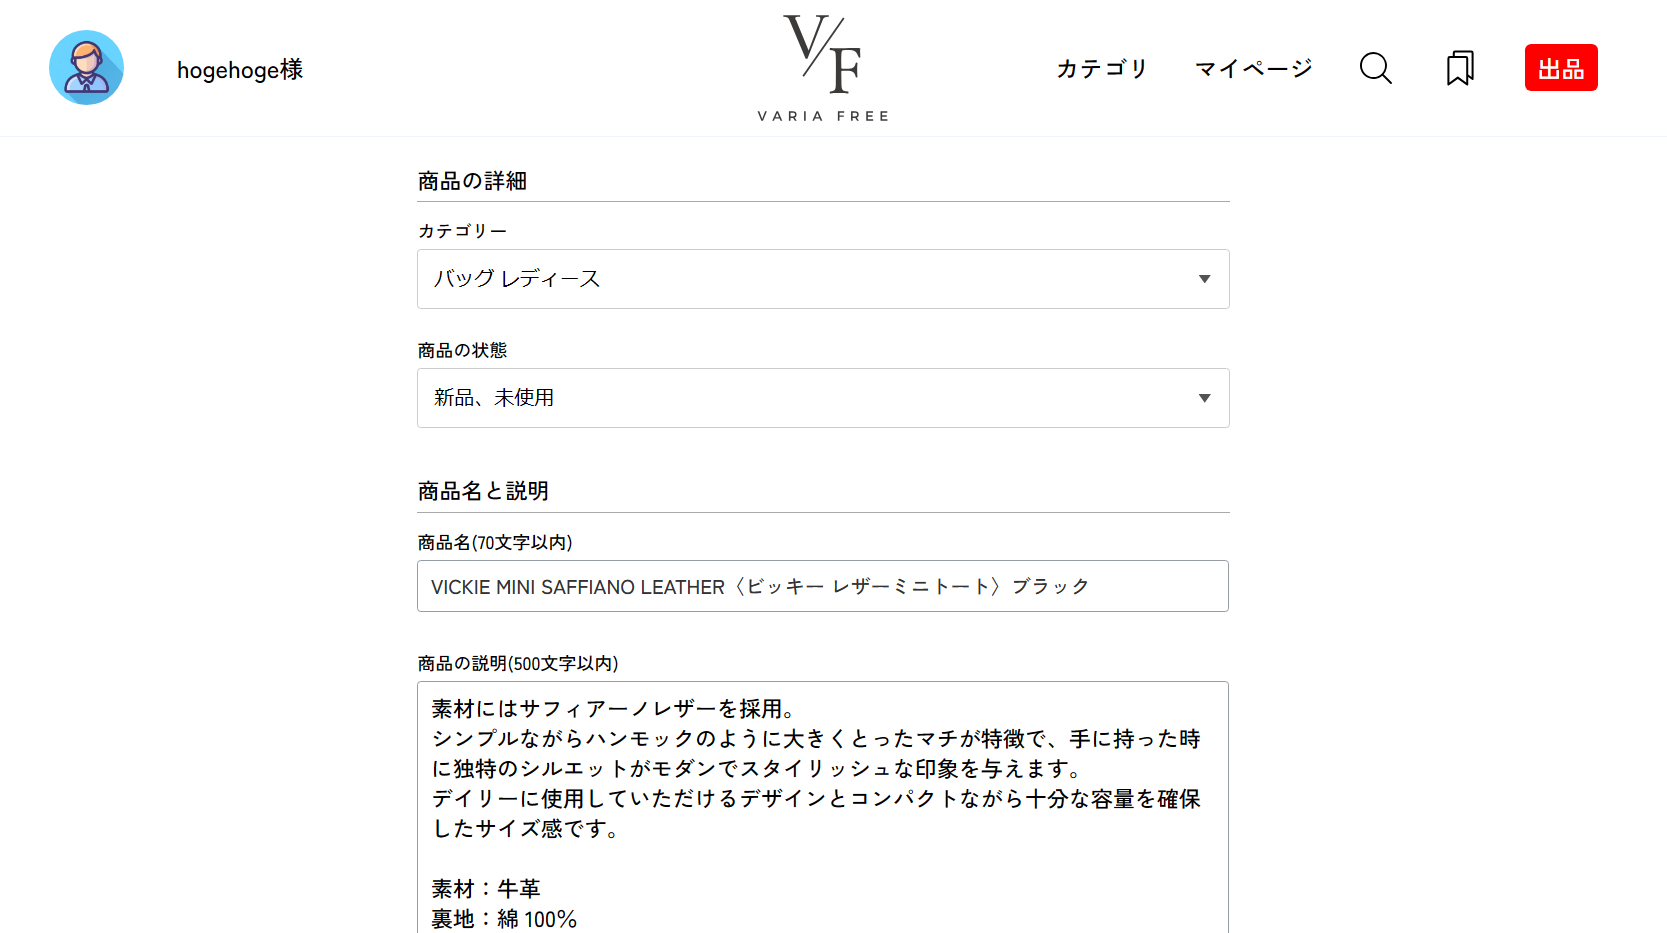 hogehoge様
V/F
VARIA FREE
カテゴリ
マイページ
出品
商品の詳細
カテゴリー
バッグ レディース
商品の状態
新品、未使用
商品名と説明
商品名(70文字以内)
VICKIE MINI SAFFIANO LEATHER〈ビッキー レザーミニトート〉ブラック
商品の説明(500文字以内)
素材にはサフィアーノレザーを採用。
シンプルながらハンモックのように大きくとったマチが特徴で、手に持った時
に独特のシルエットがモダンでスタイリッシュな印象を与えます。
デイリーに使用していただけるデザインとコンパクトながら十分な容量を確保
したサイズ感です。
素材：牛革
裏地：綿 100％